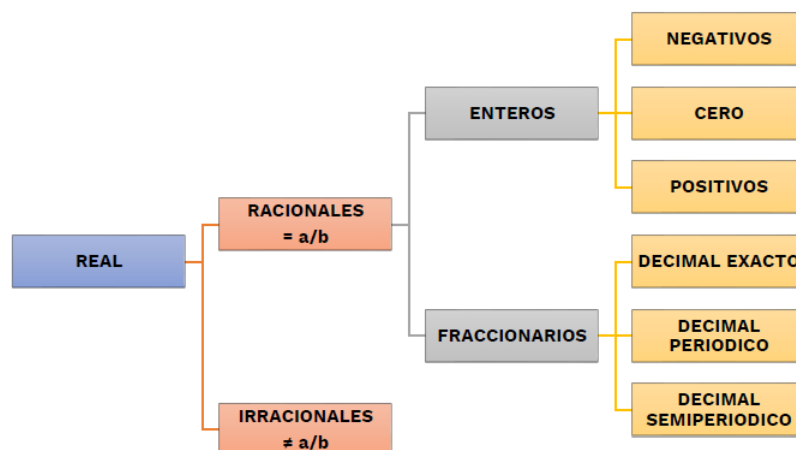 NEGATIVOS
ENTEROS
CERO
POSITIVOS
RACIONALES
= a/b
REAL
DECIMAL EXACTO
FRACCIONARIOS
DECIMAL
PERIODICO
DECIMAL
SEMIPERIODICO
IRRACIONALES
≠ a/b